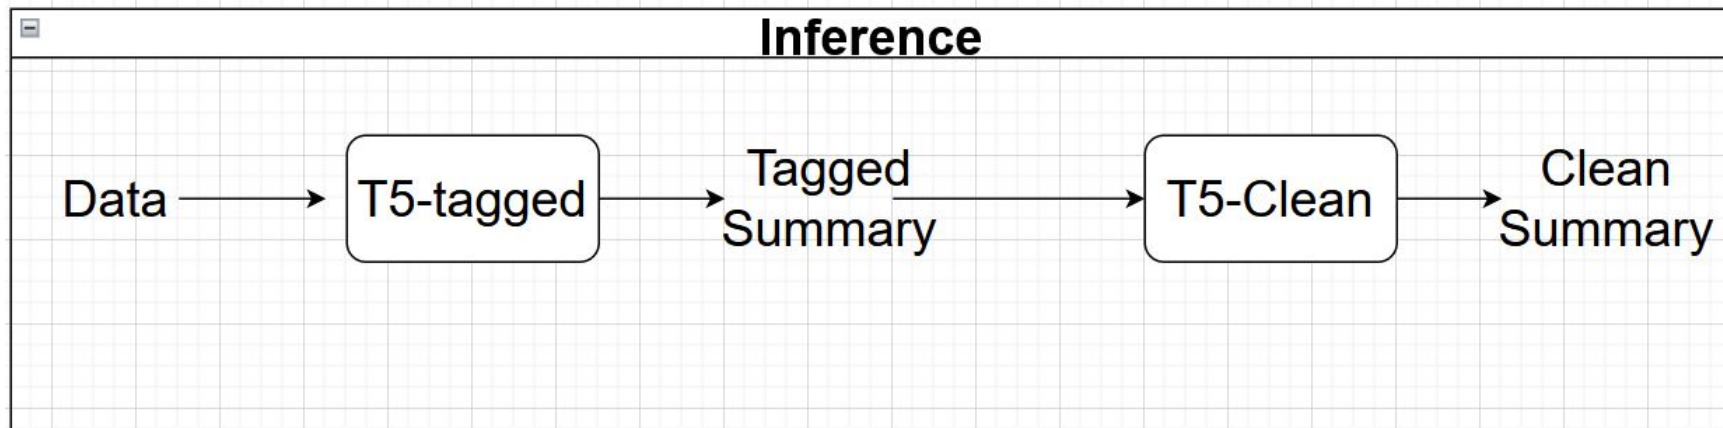 Inference
Data
T5-tagged
Tagged
Summary
T5-Clean
Clean
Summary